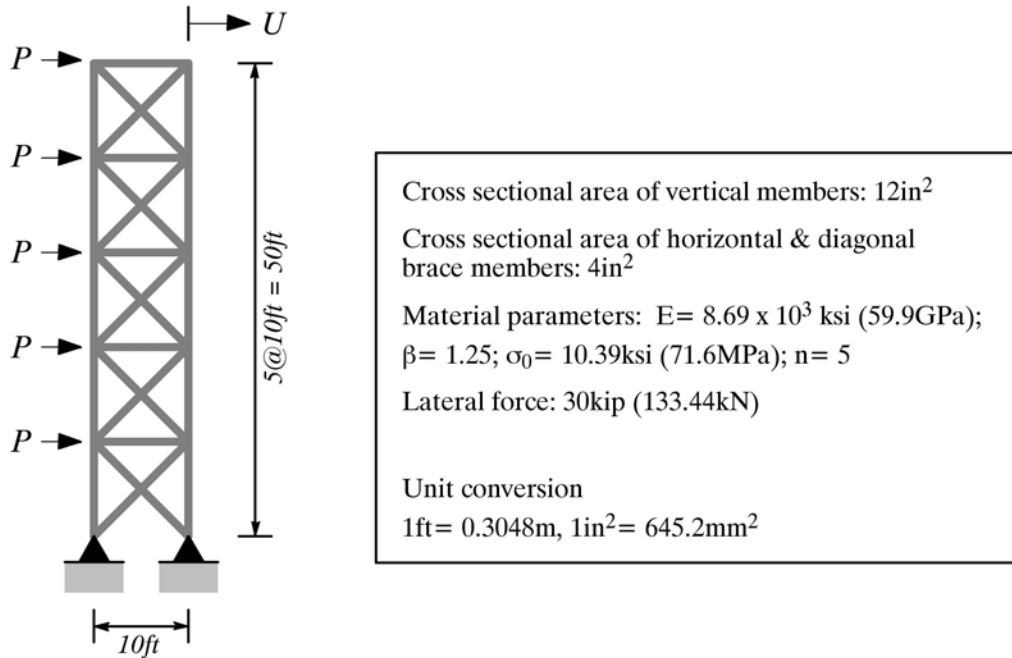 U
P
P
P
P
P
5@10ft = 50ft
10ft
Cross sectional area of vertical members: 12in²
Cross sectional area of horizontal & diagonal
brace members: 4in²
Material parameters: E= 8.69 x 10³ ksi (59.9GPa);
β= 1.25; σ₀= 10.39ksi (71.6MPa); n= 5
Lateral force: 30kip (133.44kN)
Unit conversion
1ft= 0.3048m, 1in²= 645.2mm²